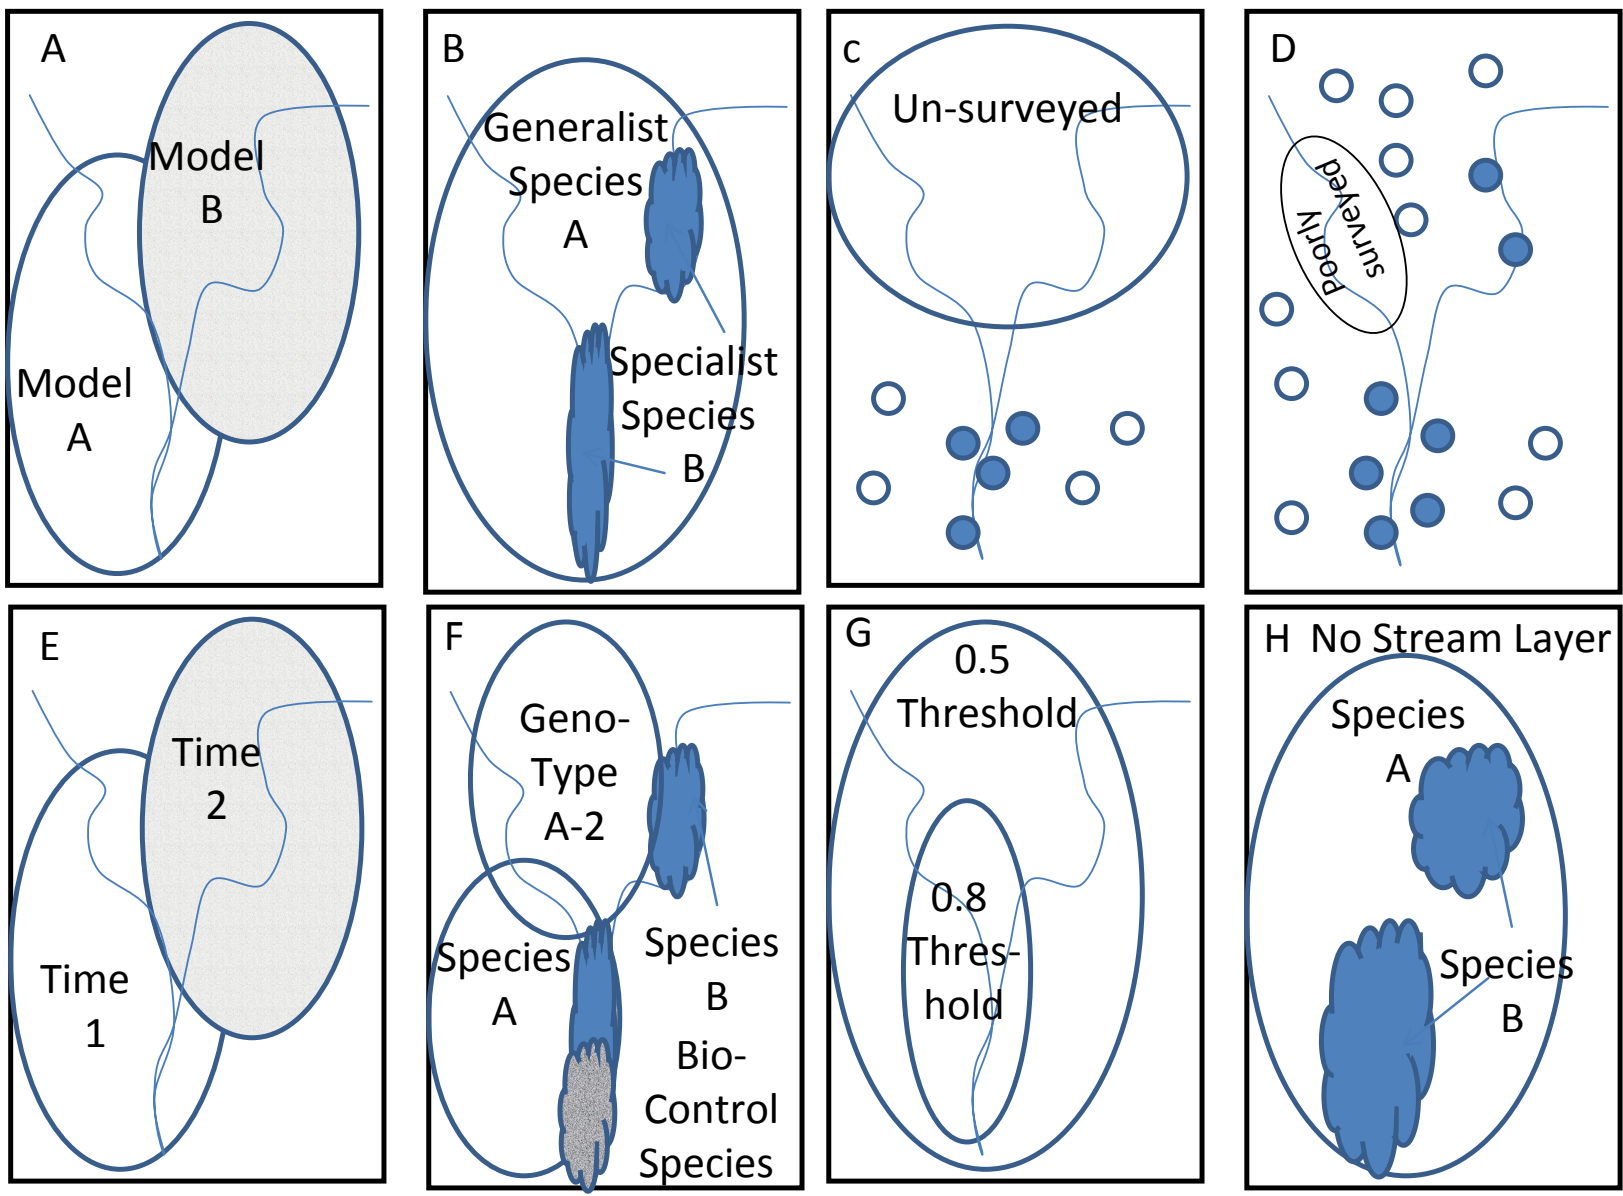 A
Model
B
Model
A
B
Generalist
Species
A
Specialist
Species
B
c
Un-surveyed
D
Poorly
surveyed
E
Time
2
Time
1
F
Geno-
Type
A-2
Species
A
Species
B
Bio-
Control
Species
G
0.5
Threshold
0.8
Thres-
hold
H No Stream Layer
Species
A
Species
B